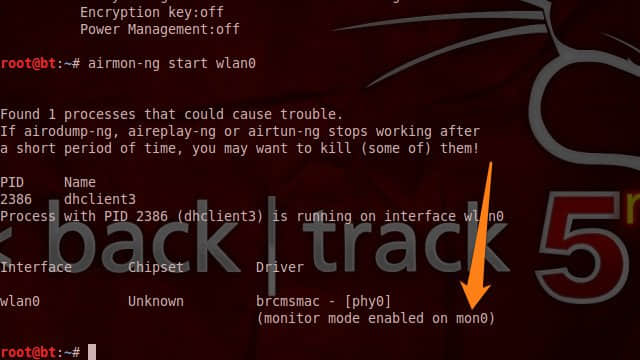 Encryption key:off
Power Management:off
root@bt:~# airmon-ng start wlan0
Found 1 processes that could cause trouble.
If airodump-ng, aireplay-ng or airtun-ng stops working after
a short period of time, you may want to kill (some of) them!
PID Name
2386 dhclient3
Process with PID 2386 (dhclient3) is running on interface wlan0
<< back | track 5
Interface Chipset Driver
wlan0 Unknown brcmsmac - [phy0]
(monitor mode enabled on mon0)
root@bt:~#